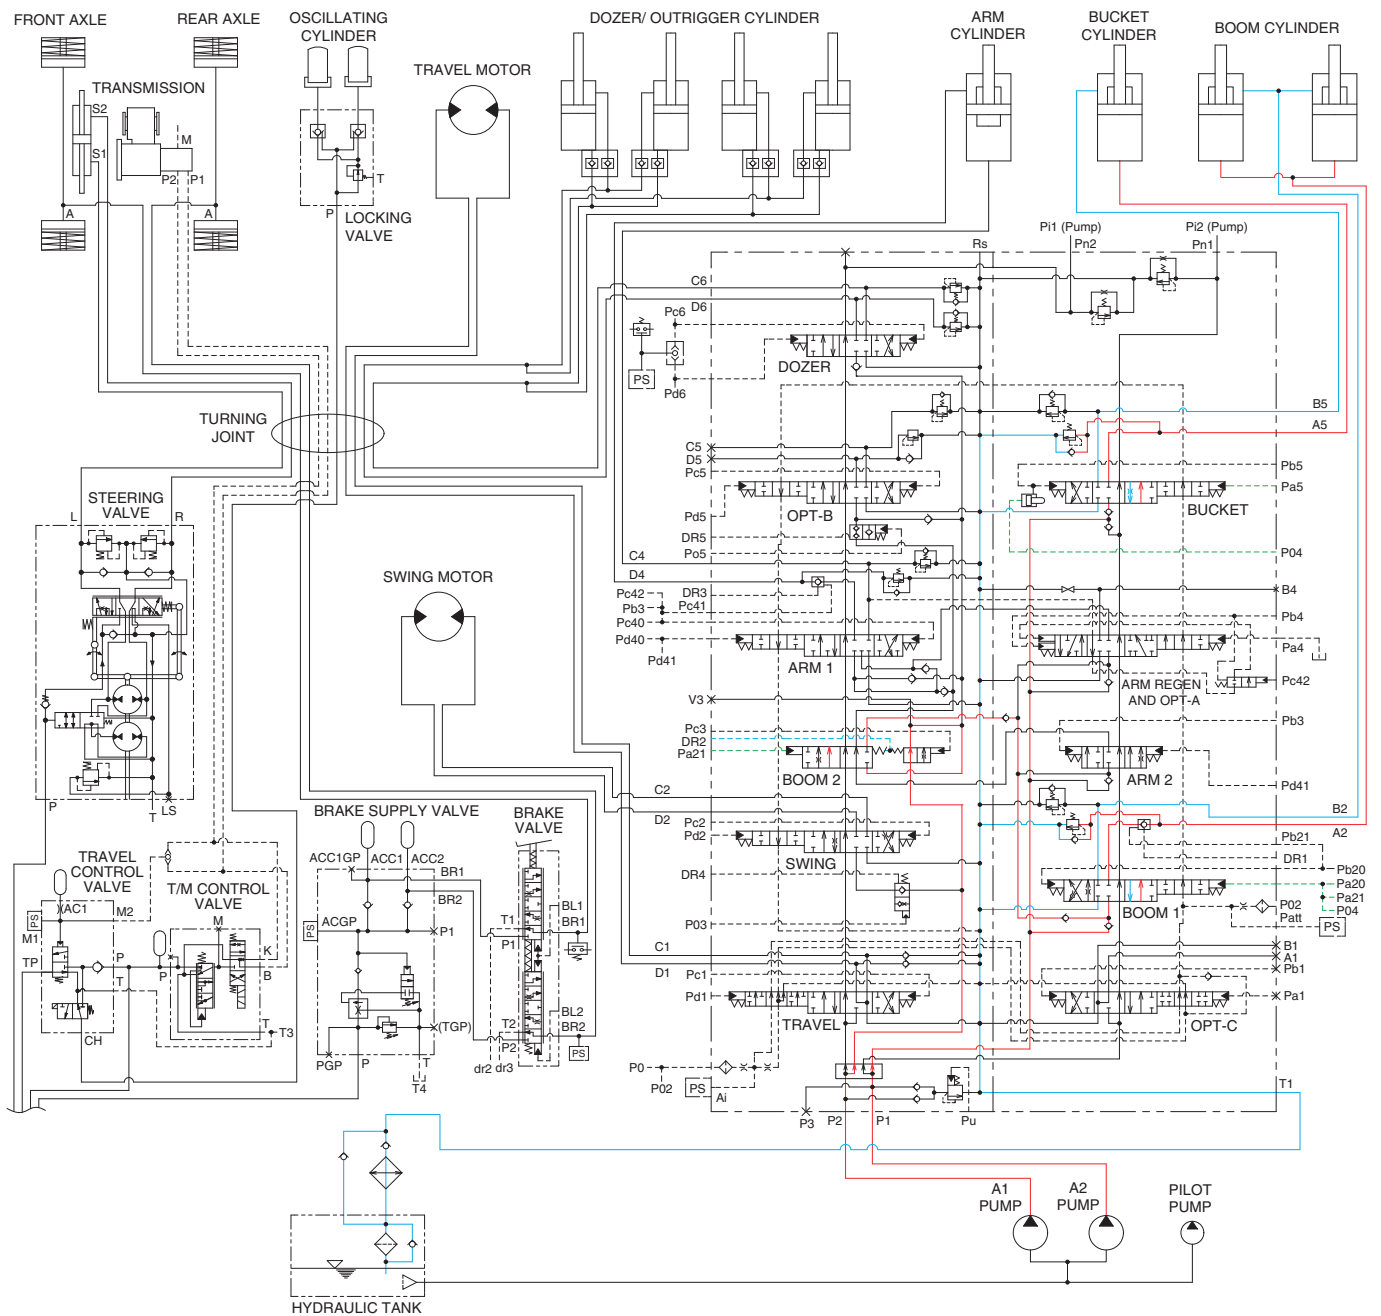 FRONT AXLE
REAR AXLE
OSCILLATING
CYLINDER
DOZER/ OUTRIGGER CYLINDER
ARM
CYLINDER
BUCKET
CYLINDER
BOOM CYLINDER
TRANSMISSION
TRAVEL MOTOR
S2
S1
M
P2
P1
T
A
A
P
LOCKING
VALVE
Pi1 (Pump)
Pn2
Pi2 (Pump)
Pn1
Rs
C6
D6
Pc6
PS
Pd6
DOZER
TURNING
JOINT
B5
A5
C5
D5
Pc5
Pd5
OPT-B
DR5
Po5
Pb5
Pa5
BUCKET
P04
STEERING
VALVE
L
R
P
T
LS
SWING MOTOR
C4
D4
Pc42
Pb3
Pc40
Pd40
Pd41
DR3
Pc41
ARM 1
B4
Pb4
Pa4
ARM REGEN
AND OPT-A
Pc42
V3
Pc3
DR2
Pa21
BOOM 2
Pb3
ARM 2
Pd41
C2
D2
Pc2
Pd2
SWING
B2
A2
Pb21
DR1
Pb20
Pa20
Pa21
P04
BOOM 1
P02
Patt
PS
DR4
P03
BRAKE SUPPLY VALVE
BRAKE
VALVE
ACC1GP
ACC1
ACC2
BR1
BR2
ACGP
PS
P1
(TGP)
PGP
P
T
T4
T1
P1
BL1
BR1
BL2
BR2
T2
P2
dr2
dr3
PS
TRAVEL
CONTROL
VALVE
T/M CONTROL
VALVE
PS
AC1
M2
M1
TP
P
T
CH
M
K
B
P
T
T3
C1
D1
Pc1
Pd1
TRAVEL
B1
A1
Pb1
Pa1
OPT-C
P0
P02
PS
Ai
P3
P2
P1
Pu
T1
A1
PUMP
A2
PUMP
PILOT
PUMP
HYDRAULIC TANK